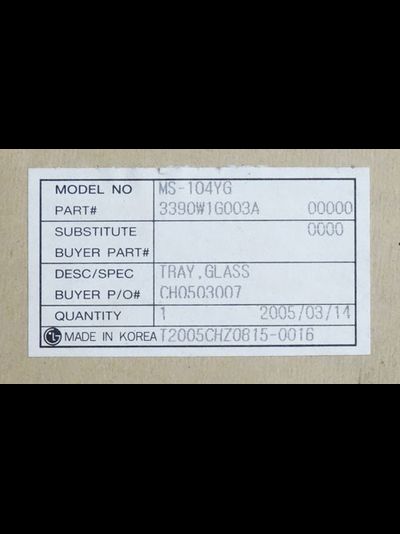 MODEL NO MS-104YG
PART# 3390W1G003A 00000
SUBSTITUTE 0000
BUYER PART#
DESC/SPEC TRAY,GLASS
BUYER P/O# CH0503007
QUANTITY 1 2005/03/14
MADE IN KOREA T2005CHZ0815-0016